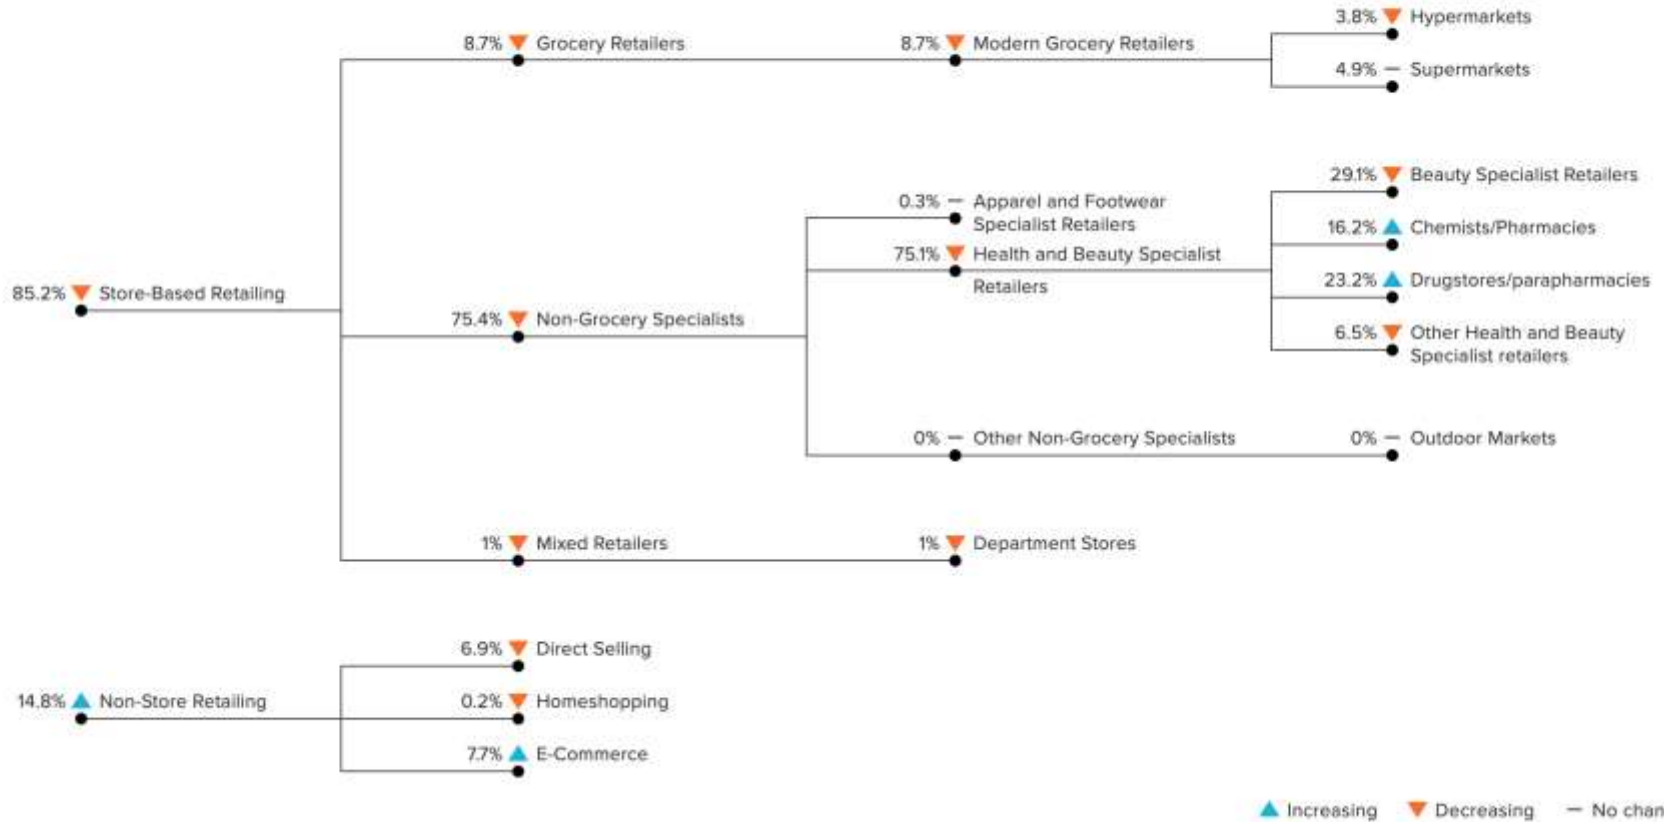 3.8% Hypermarkets
8.7% Grocery Retailers
8.7% Modern Grocery Retailers
4.9% — Supermarkets
29.1% Beauty Specialist Retailers
0.3% — Apparel and Footwear
Specialist Retailers
16.2% Chemists/Pharmacies
75.1% Health and Beauty Specialist
Retailers
23.2% Drugstores/parapharmacies
85.2% Store-Based Retailing
75.4% Non-Grocery Specialists
6.5% Other Health and Beauty
Specialist retailers
0% — Other Non-Grocery Specialists
0% — Outdoor Markets
1% Mixed Retailers
1% Department Stores
6.9% Direct Selling
14.8% Non-Store Retailing
0.2% Homeshopping
7.7% E-Commerce
Increasing Decreasing — No chan